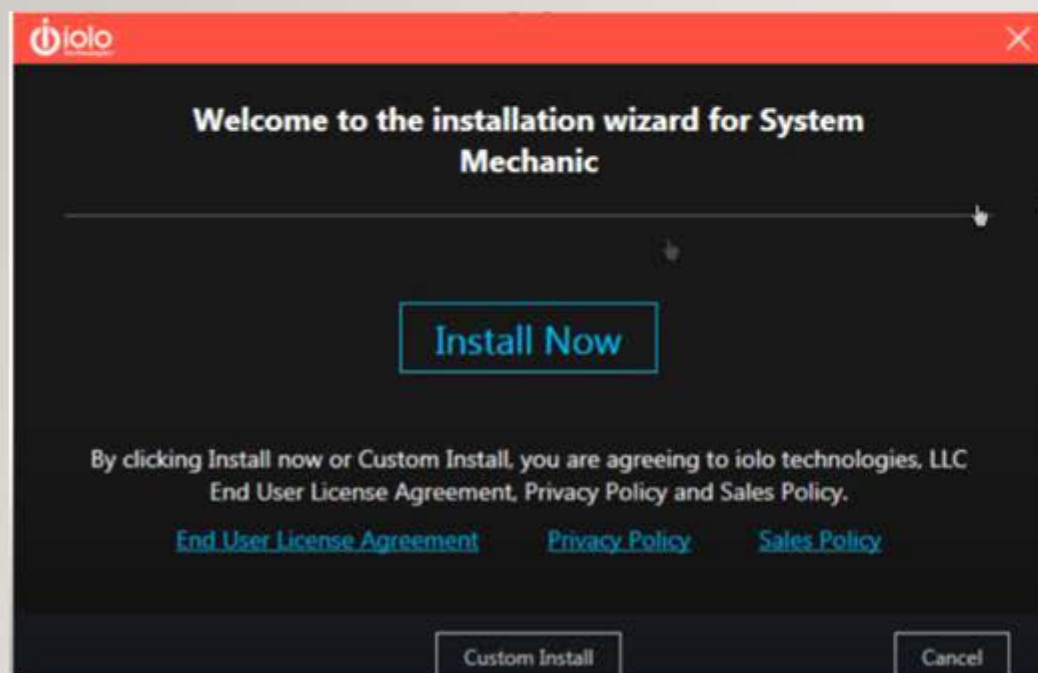 iolo
Welcome to the installation wizard for System
Mechanic
Install Now
By clicking Install now or Custom Install, you are agreeing to iolo technologies, LLC
End User License Agreement, Privacy Policy and Sales Policy.
End User License Agreement Privacy Policy Sales Policy
Custom Install Cancel